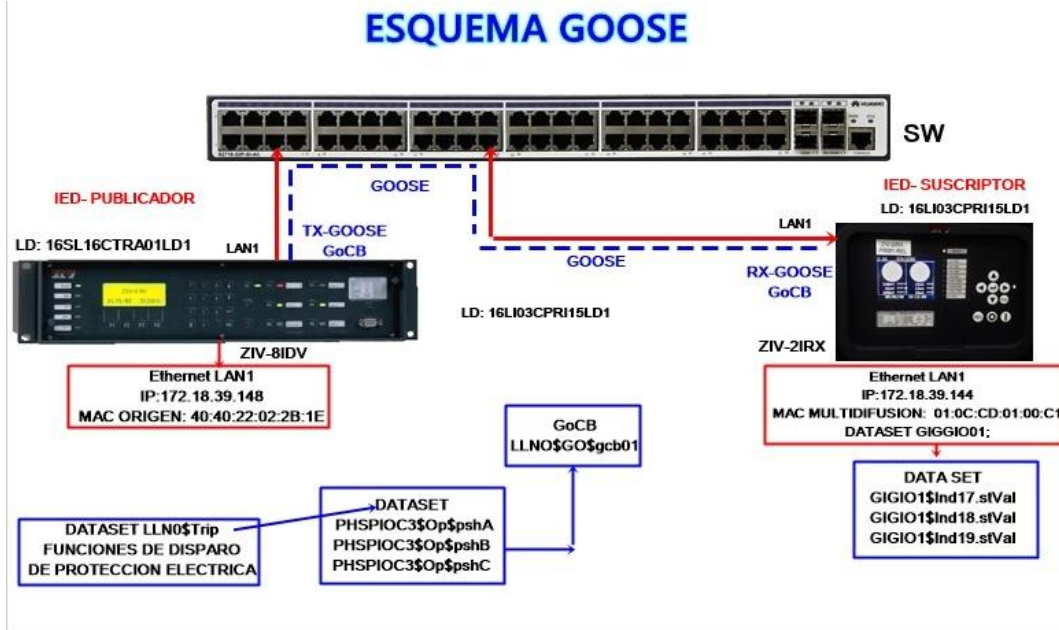 ESQUEMA GOOSE
HUAWEI
SW
GOOSE
IED- PUBLICADOR
IED- SUSCRIPTOR
LD: 16LI03CPRI15LD1
LD: 16SL16CTRA01LD1
LAN1
TX-GOOSE
GoCB
LAN1
GOOSE
RX-GOOSE
GoCB
LD: 16LI03CPRI15LD1
ZIV-8IDV
ZIV-2IRX
Ethernet LAN1
IP:172.18.39.148
MAC ORIGEN: 40:40:22:02:2B:1E
Ethernet LAN1
IP:172.18.39.144
MAC MULTIDIFUSION: 01:0C:CD:01:00:C1
DATASET GIGGIO01;
GoCB
LLNO$GO$gcb01
DATA SET
GIGIO1$Ind17.stVal
GIGIO1$Ind18.stVal
GIGIO1$Ind19.stVal
DATASET
PHSPIOC3$Op$pshA
PHSPIOC3$Op$pshB
PHSPIOC3$Op$pshC
DATASET LLN0$Trip
FUNCIONES DE DISPARO
DE PROTECCION ELECTRICA